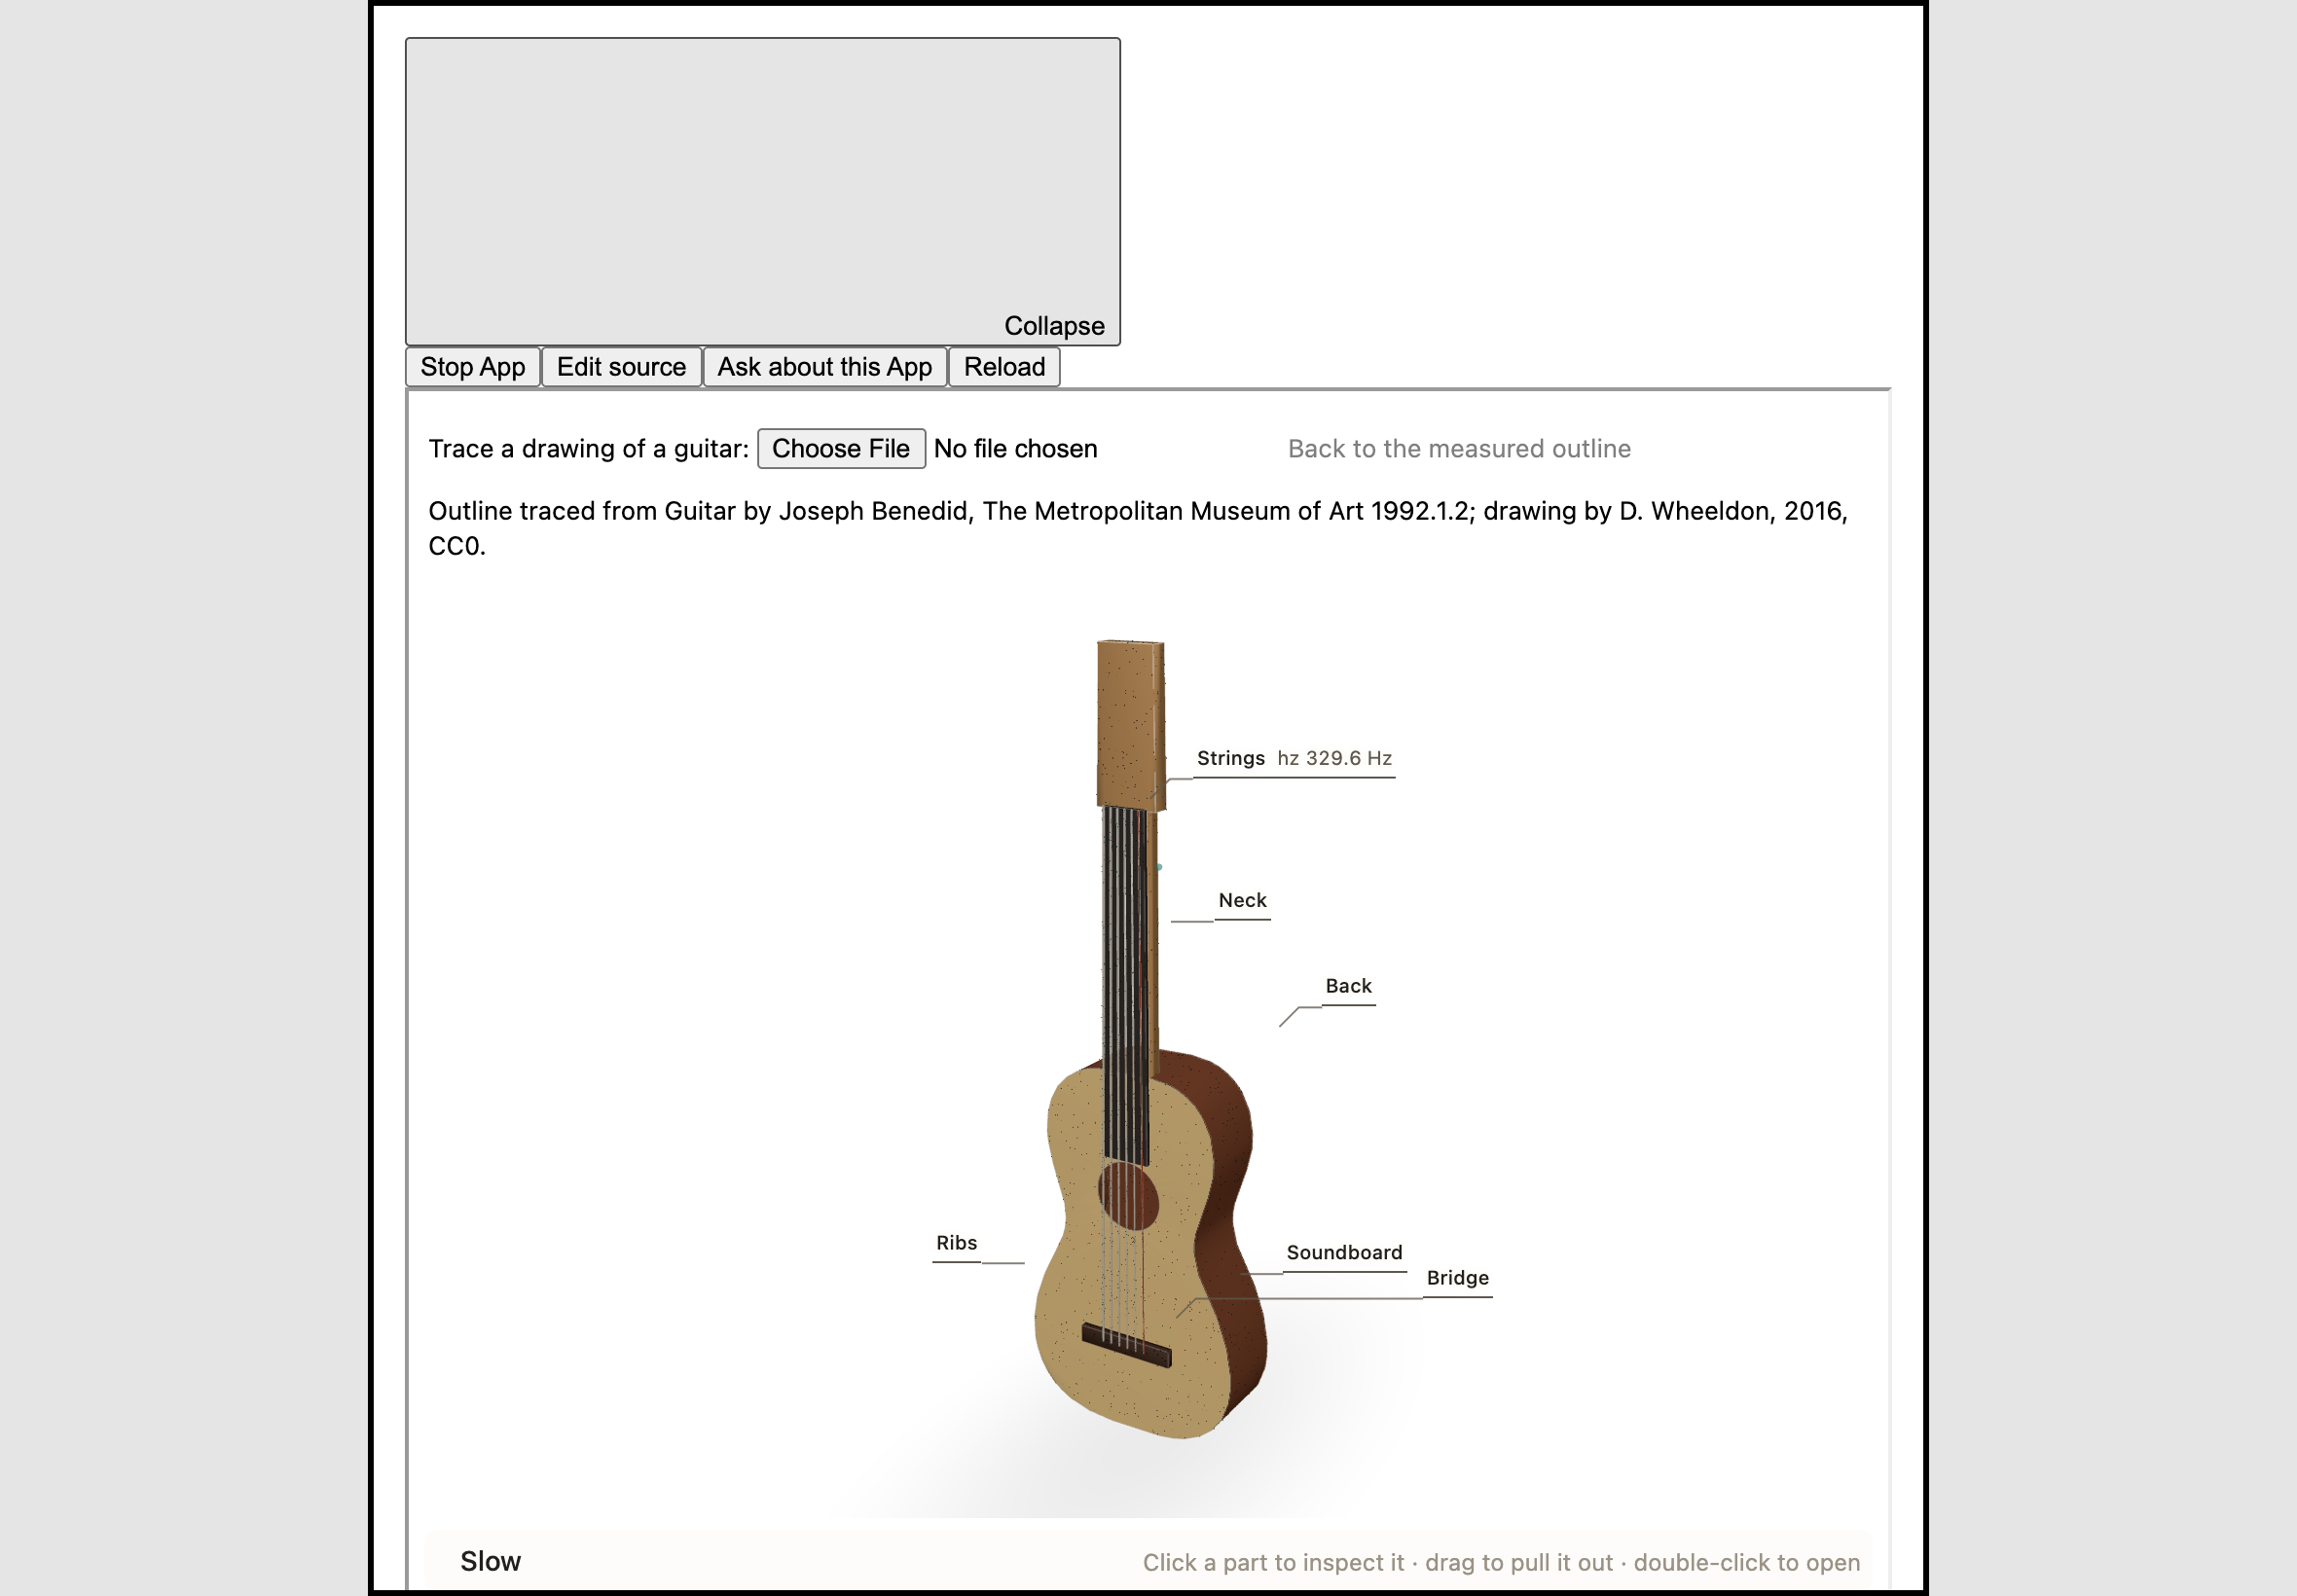 Collapse
Stop App Edit source Ask about this App Reload
Trace a drawing of a guitar: Choose File No file chosen Back to the measured outline
Outline traced from Guitar by Joseph Benedid, The Metropolitan Museum of Art 1992.1.2; drawing by D. Wheeldon, 2016,
CC0.
Strings hz 329.6 Hz
Neck
Back
Ribs
Soundboard
Bridge
Slow Click a part to inspect it · drag to pull it out · double-click to open